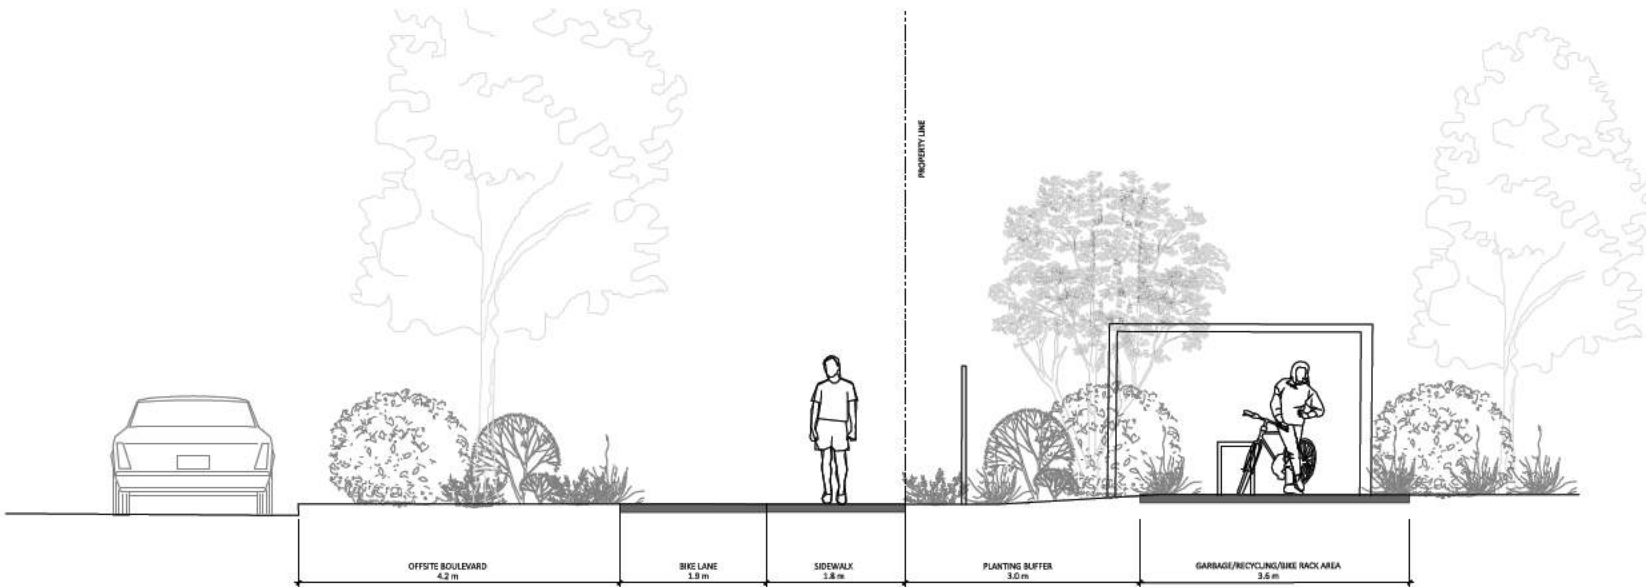 PROPERTY LINE
OFFSITE BOULEVARD
4.2 m
BIKE LANE
1.9 m
SIDEWALK
1.8 m
PLANTING BUFFER
3.0 m
GARBAGE/RECYCLING/BIKE RACK AREA
3.6 m